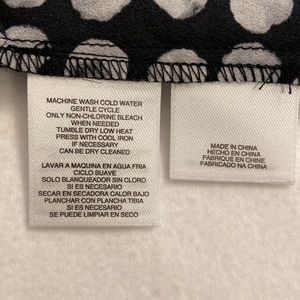 MACHINE WASH COLD WATER
GENTLE CYCLE
ONLY NON-CHLORINE BLEACH
WHEN NEEDED
TUMBLE DRY LOW HEAT
PRESS WITH COOL IRON
IF NECESSARY
CAN BE DRY CLEANED
LAVAR A MAQUINA EN AGUA FRIA
CICLO SUAVE
SOLO BLANQUEADOR SIN CLORO
SI ES NECESARIO
SECAR EN SECADORA CALOR BAJO
PLANCHAR CON PLANCHA TIBIA
SI ES NECESARIO
SE PUEDE LIMPIAR EN SECO
MADE IN CHINA
HECHO EN CHINA
FABRIQUE EN CHINE
FABRICADO NA CHINA